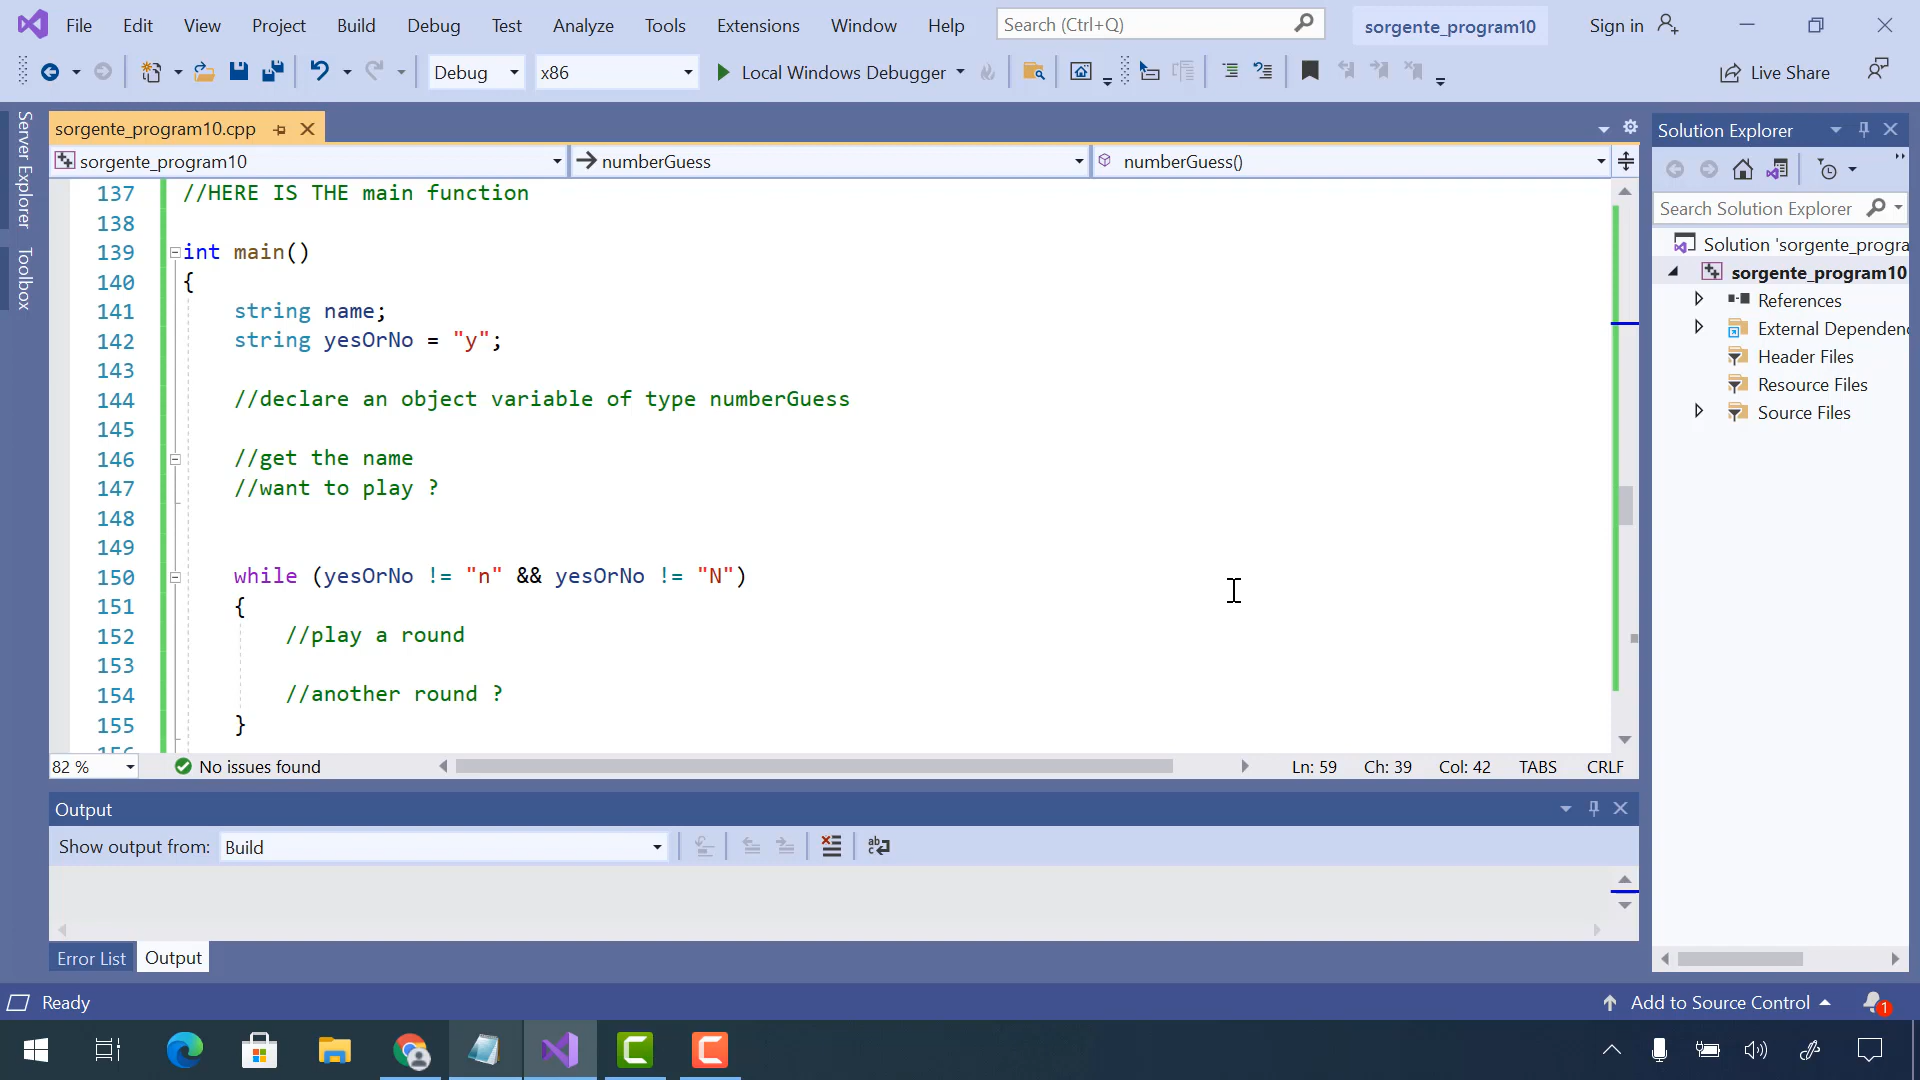 File Edit View Project Build Debug Test Analyze Tools Extensions Window Help Search (Ctrl+Q) sorgente_program10 Sign in
Debug x86 Local Windows Debugger Live Share
Server Explorer
Toolbox
sorgente_program10.cpp
sorgente_program10 numberGuess numberGuess()
137 //HERE IS THE main function
138
139 int main()
140 {
141 string name;
142 string yesOrNo = "y";
143
144 //declare an object variable of type numberGuess
145
146 //get the name
147 //want to play ?
148
149
150 while (yesOrNo != "n" && yesOrNo != "N")
151 {
152 //play a round
153
154 //another round ?
155 }
156
82 % No issues found Ln: 59 Ch: 39 Col: 42 TABS CRLF
Output
Show output from: Build
Error List Output
Solution Explorer
Search Solution Explorer
Solution 'sorgente_progra
sorgente_program10
References
External Dependen
Header Files
Resource Files
Source Files
Ready Add to Source Control 1